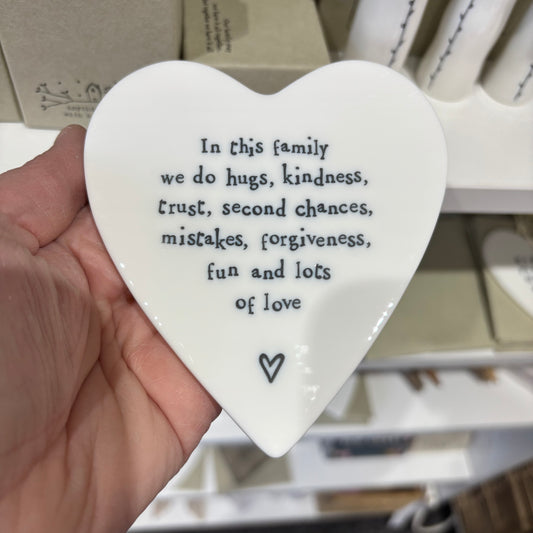 In this family
we do hugs, kindness,
trust, second chances,
mistakes, forgiveness,
fun and lots
of love